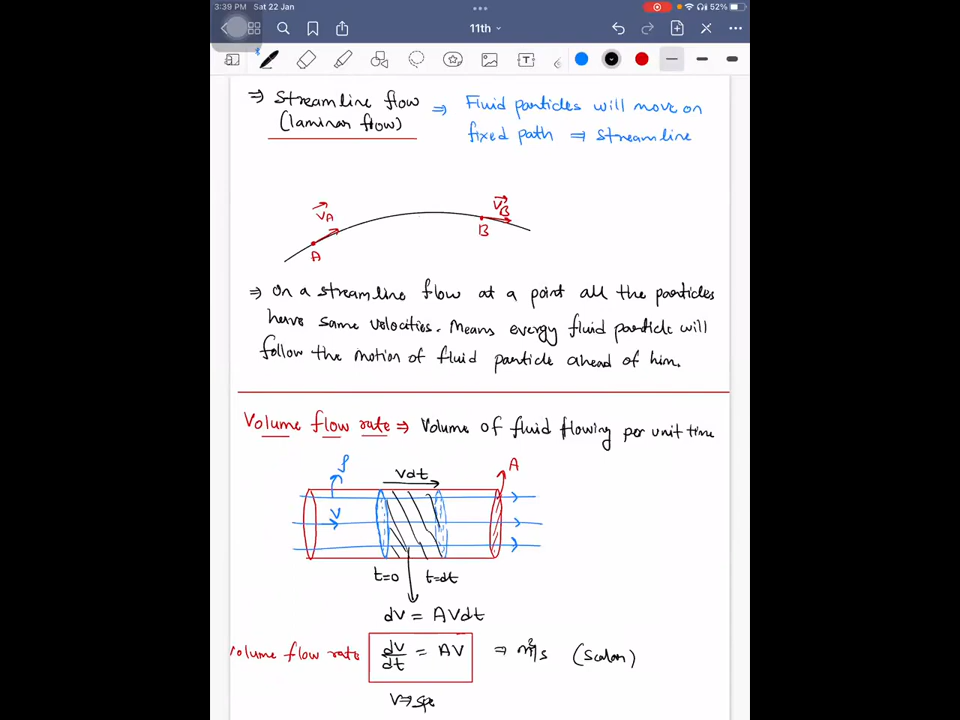 3:39 PM Sat 22 Jan
52%
11th
T
⇒ Streamline flow ⇒ Fluid particles will move on
(laminar flow) fixed path ⇒ streamline
V⃗A
V⃗B
A
B
⇒ On a streamline flow at a point all the particles
have same velocities. Means evergy fluid particle will
follow the motion of fluid particle ahead of him.
Volume flow rate ⇒ Volume of fluid flowing per unit time
ρ
Vdt
A
V
t=0 t=dt
dV = AVdt
Volume flow rate dV/dt = AV ⇒ m³/s (Scalar)
V⇒ spe